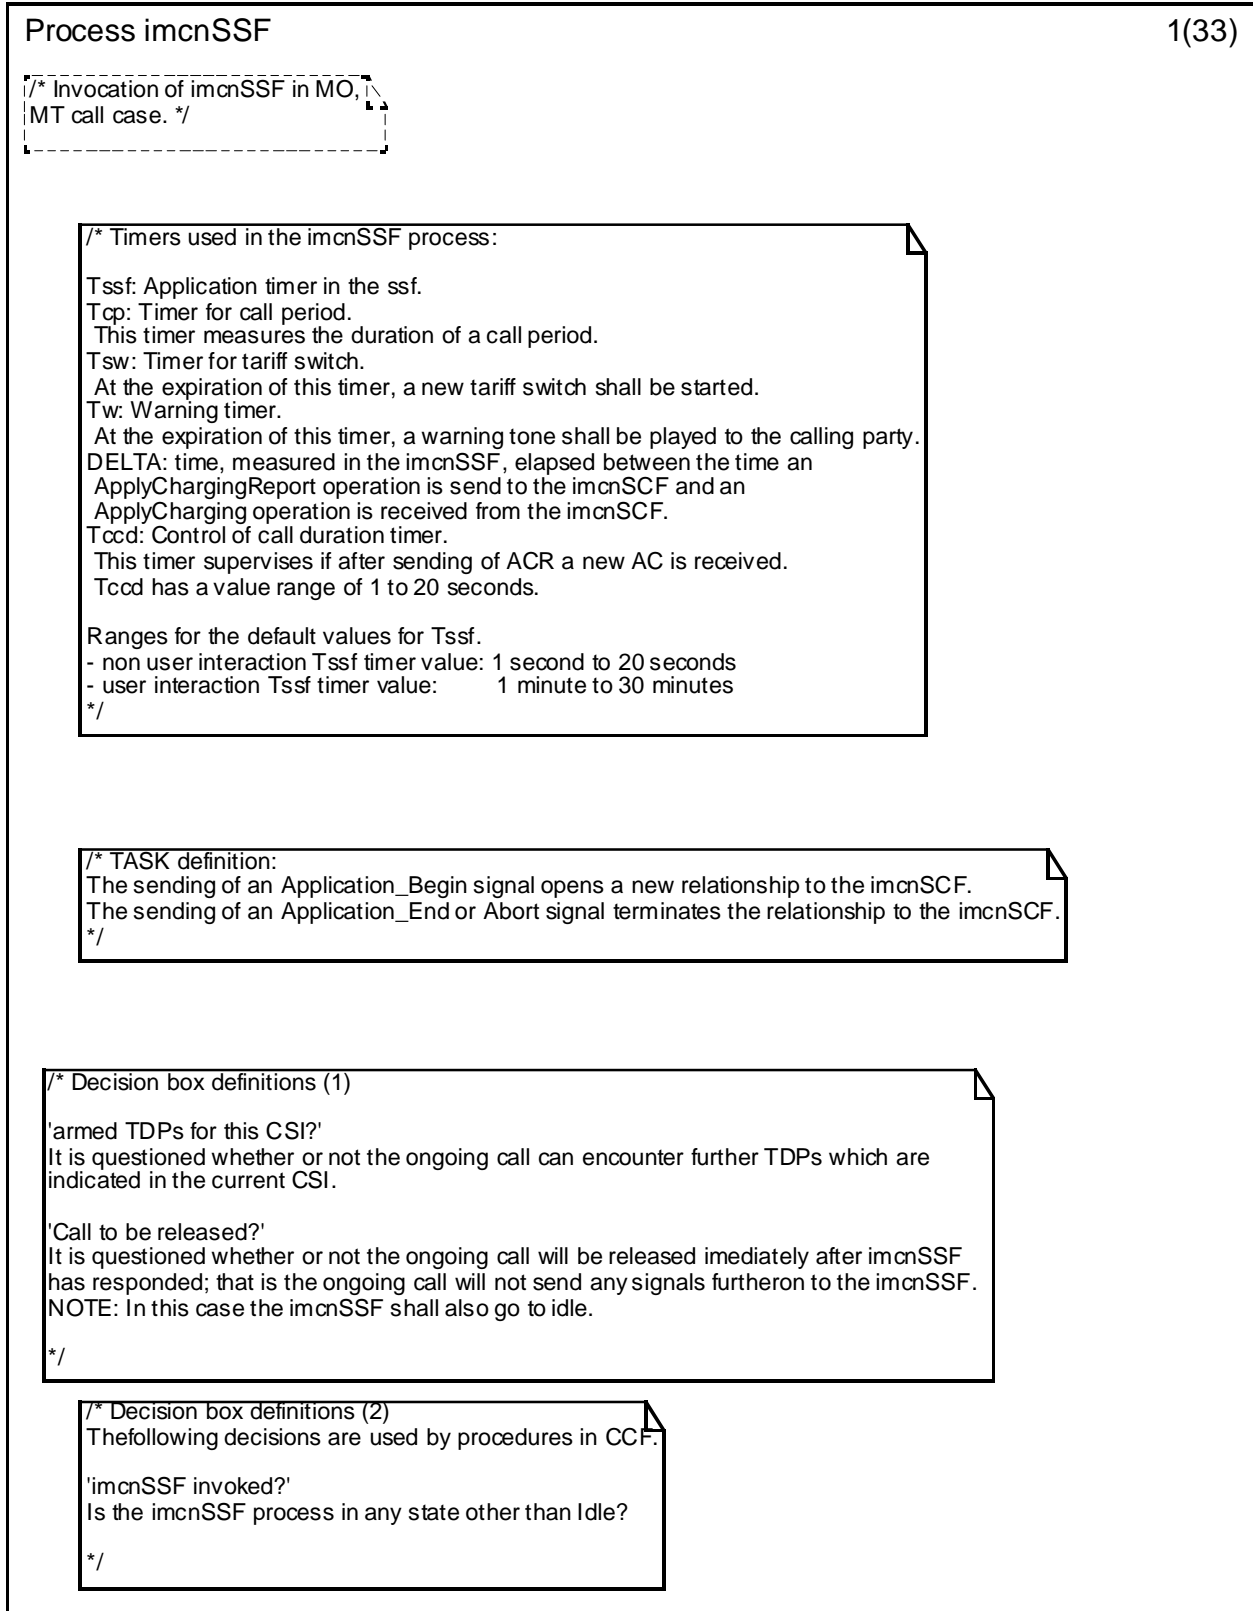 Process imcnSSF 1(33)
/* Invocation of imcnSSF in MO,
MT call case. */
/* Timers used in the imcnSSF process:
Tssf: Application timer in the ssf.
Tcp: Timer for call period.
This timer measures the duration of a call period.
Tsw: Timer for tariff switch.
At the expiration of this timer, a new tariff switch shall be started.
Tw: Warning timer.
At the expiration of this timer, a warning tone shall be played to the calling party.
DELTA: time, measured in the imcnSSF, elapsed between the time an
ApplyChargingReport operation is send to the imcnSCF and an
ApplyCharging operation is received from the imcnSCF.
Tccd: Control of call duration timer.
This timer supervises if after sending of ACR a new AC is received.
Tccd has a value range of 1 to 20 seconds.
Ranges for the default values for Tssf.
- non user interaction Tssf timer value: 1 second to 20 seconds
- user interaction Tssf timer value: 1 minute to 30 minutes
*/
/* TASK definition:
The sending of an Application_Begin signal opens a new relationship to the imcnSCF.
The sending of an Application_End or Abort signal terminates the relationship to the imcnSCF.
*/
/* Decision box definitions (1)
'armed TDPs for this CSI?'
It is questioned whether or not the ongoing call can encounter further TDPs which are
indicated in the current CSI.
'Call to be released?'
It is questioned whether or not the ongoing call will be released imediately after imcnSSF
has responded; that is the ongoing call will not send any signals furtheron to the imcnSSF.
NOTE: In this case the imcnSSF shall also go to idle.
*/
/* Decision box definitions (2)
Thefollowing decisions are used by procedures in CCF.
'imcnSSF invoked?'
Is the imcnSSF process in any state other than Idle?
*/